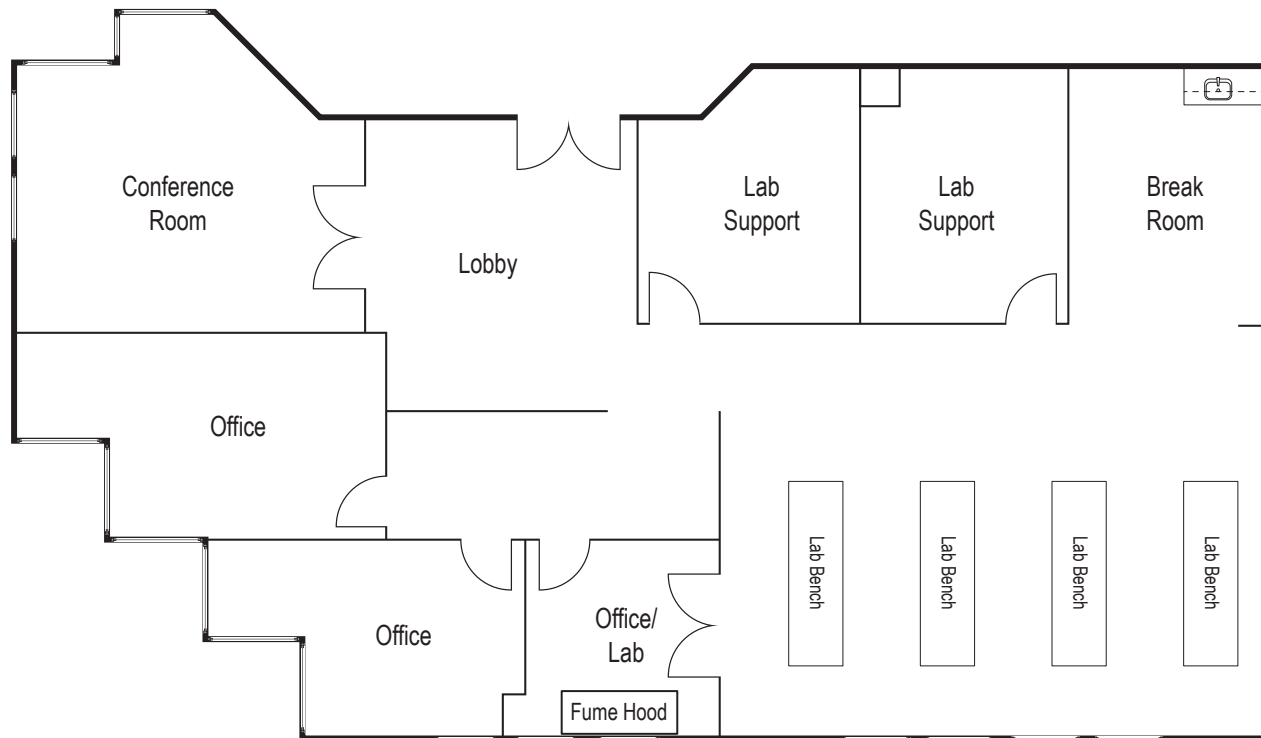 Conference
Room
Lobby
Lab
Support
Lab
Support
Break
Room
Office
Office
Office/
Lab
Fume Hood
Lab Bench
Lab Bench
Lab Bench
Lab Bench